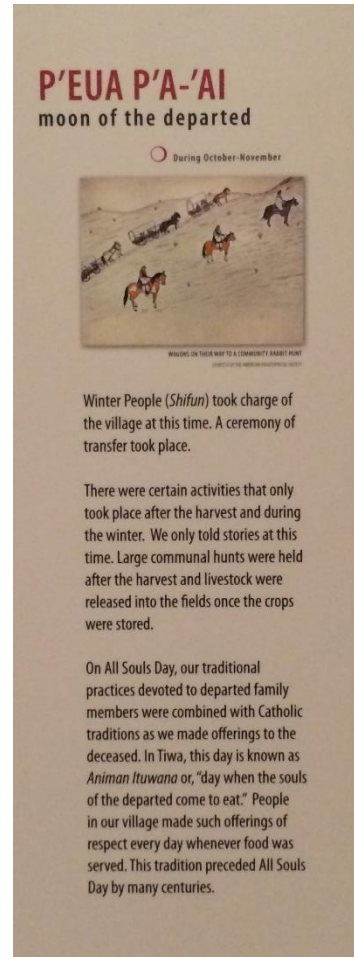 P'EUA P'A-'AI
moon of the departed
During October-November
WAGONS ON THEIR WAY TO A COMMUNITY RABBIT HUNT
COURTESY OF THE AMERICAN PHILOSOPHICAL SOCIETY
Winter People (Shifun) took charge of
the village at this time. A ceremony of
transfer took place.
There were certain activities that only
took place after the harvest and during
the winter.  We only told stories at this
time. Large communal hunts were held
after the harvest and livestock were
released into the fields once the crops
were stored.
On All Souls Day, our traditional
practices devoted to departed family
members were combined with Catholic
traditions as we made offerings to the
deceased. In Tiwa, this day is known as
Animan Ituwana or, “day when the souls
of the departed come to eat.”  People
in our village made such offerings of
respect every day whenever food was
served. This tradition preceded All Souls
Day by many centuries.